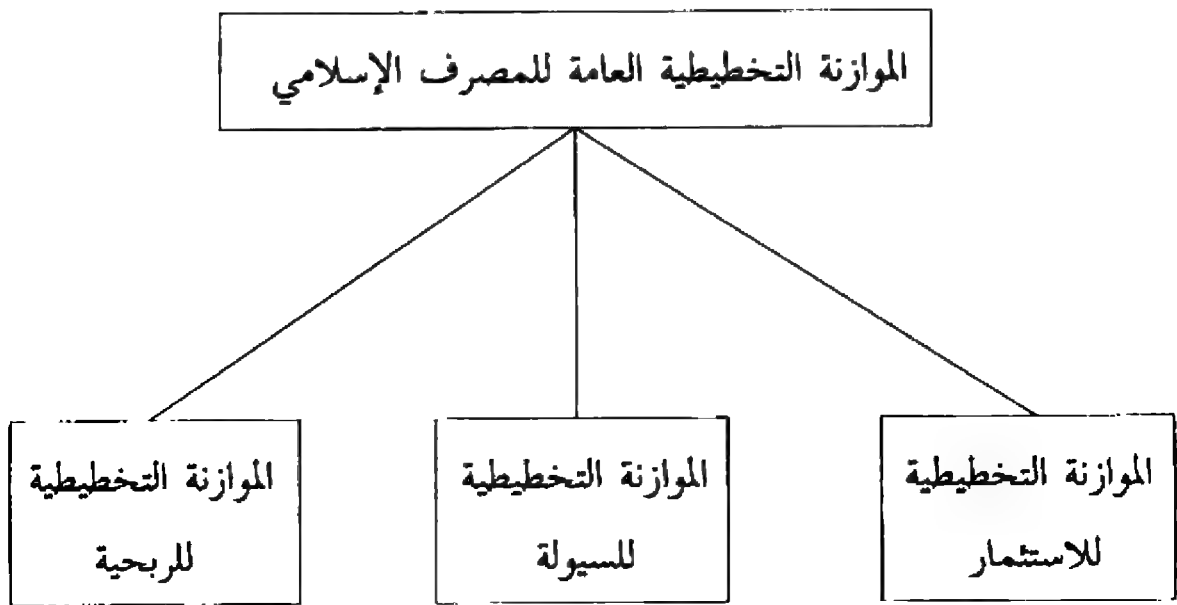 الموازنة التخطيطية العامة للمصرف الإسلامي
الموازنة التخطيطية
للاستثمار
الموازنة التخطيطية
للسيولة
الموازنة التخطيطية
للربحية